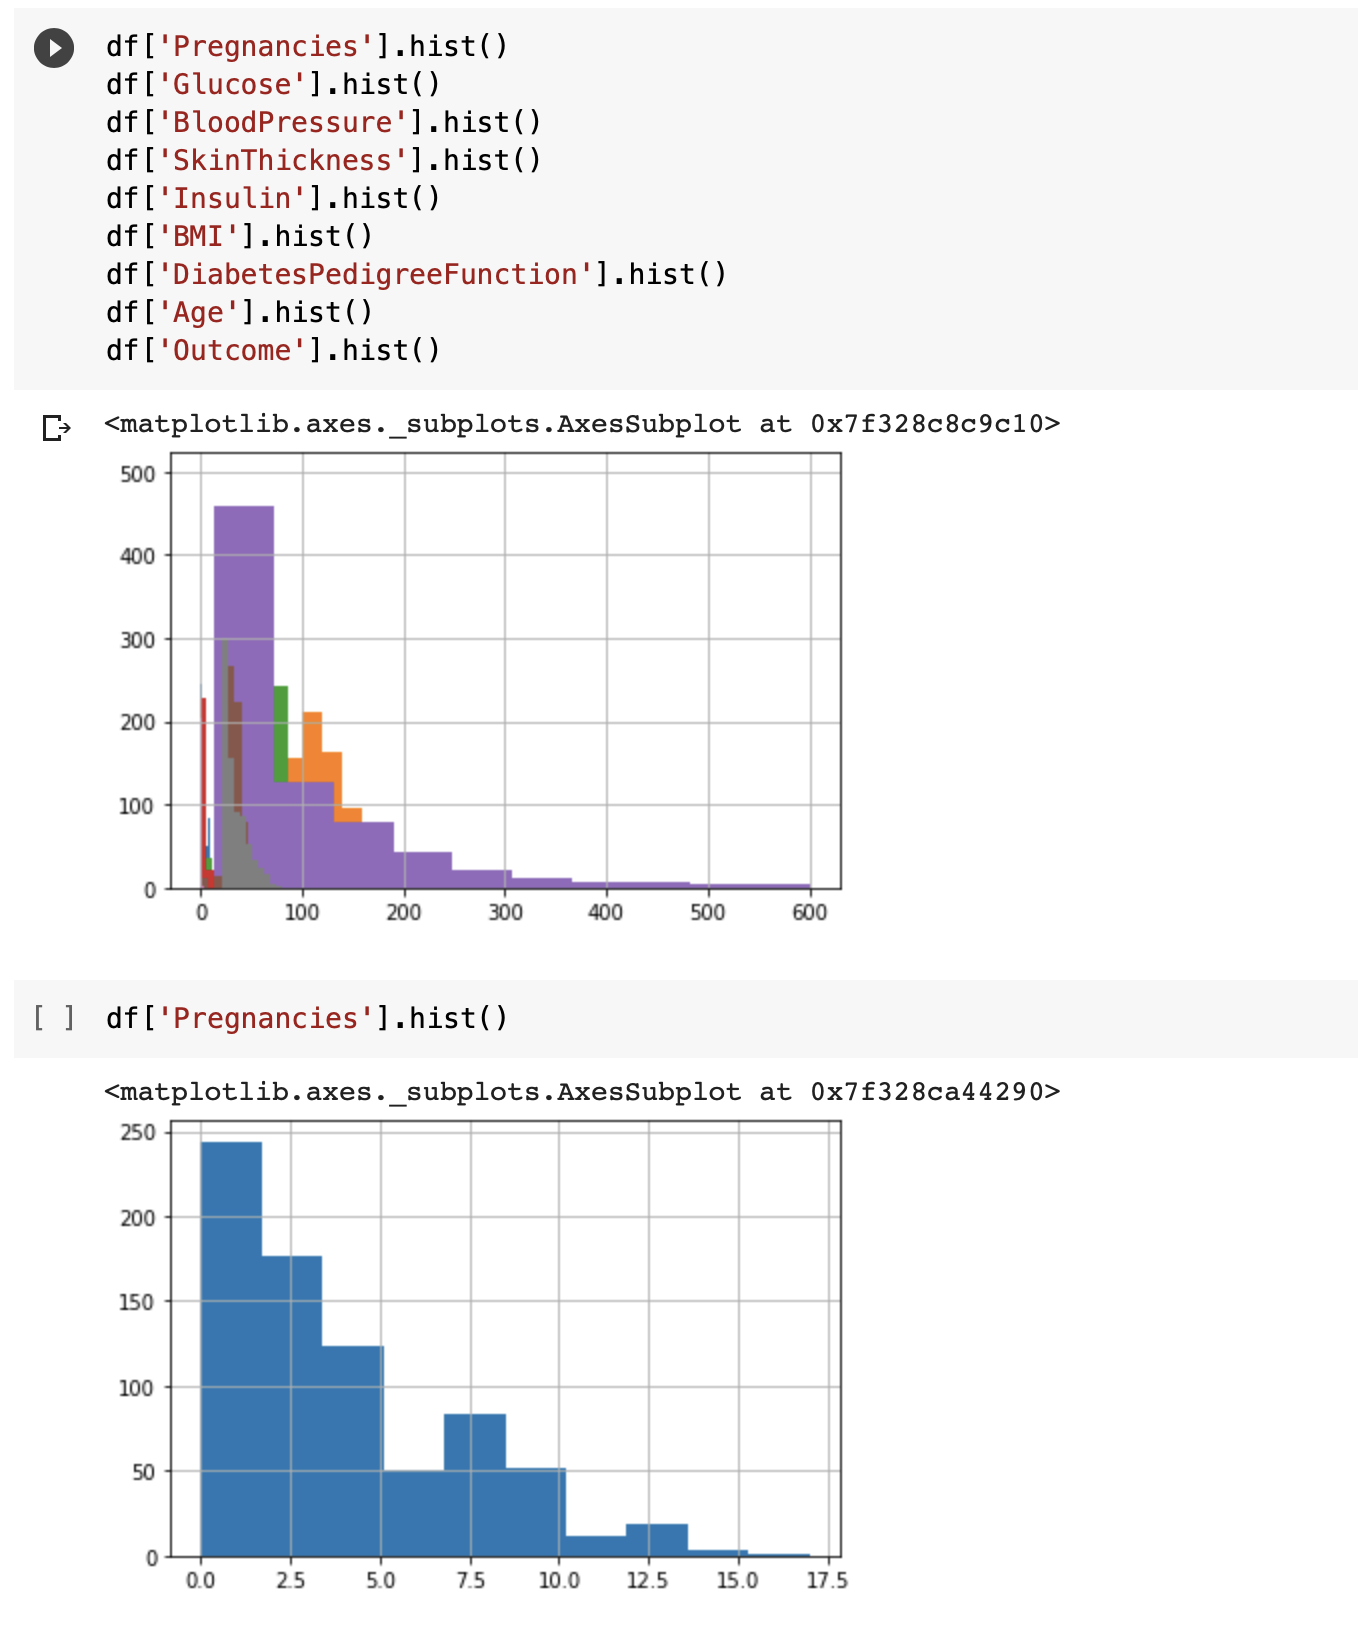 df['Pregnancies'].hist()
df['Glucose'].hist()
df['BloodPressure'].hist()
df['SkinThickness'].hist()
df['Insulin'].hist()
df['BMI'].hist()
df['DiabetesPedigreeFunction'].hist()
df['Age'].hist()
df['Outcome'].hist()
<matplotlib.axes._subplots.AxesSubplot at 0x7f328c8c9c10>
500
400
300
200
100
0
0 100 200 300 400 500 600
[ ] df['Pregnancies'].hist()
<matplotlib.axes._subplots.AxesSubplot at 0x7f328ca44290>
250
200
150
100
50
0
0.0 2.5 5.0 7.5 10.0 12.5 15.0 17.5